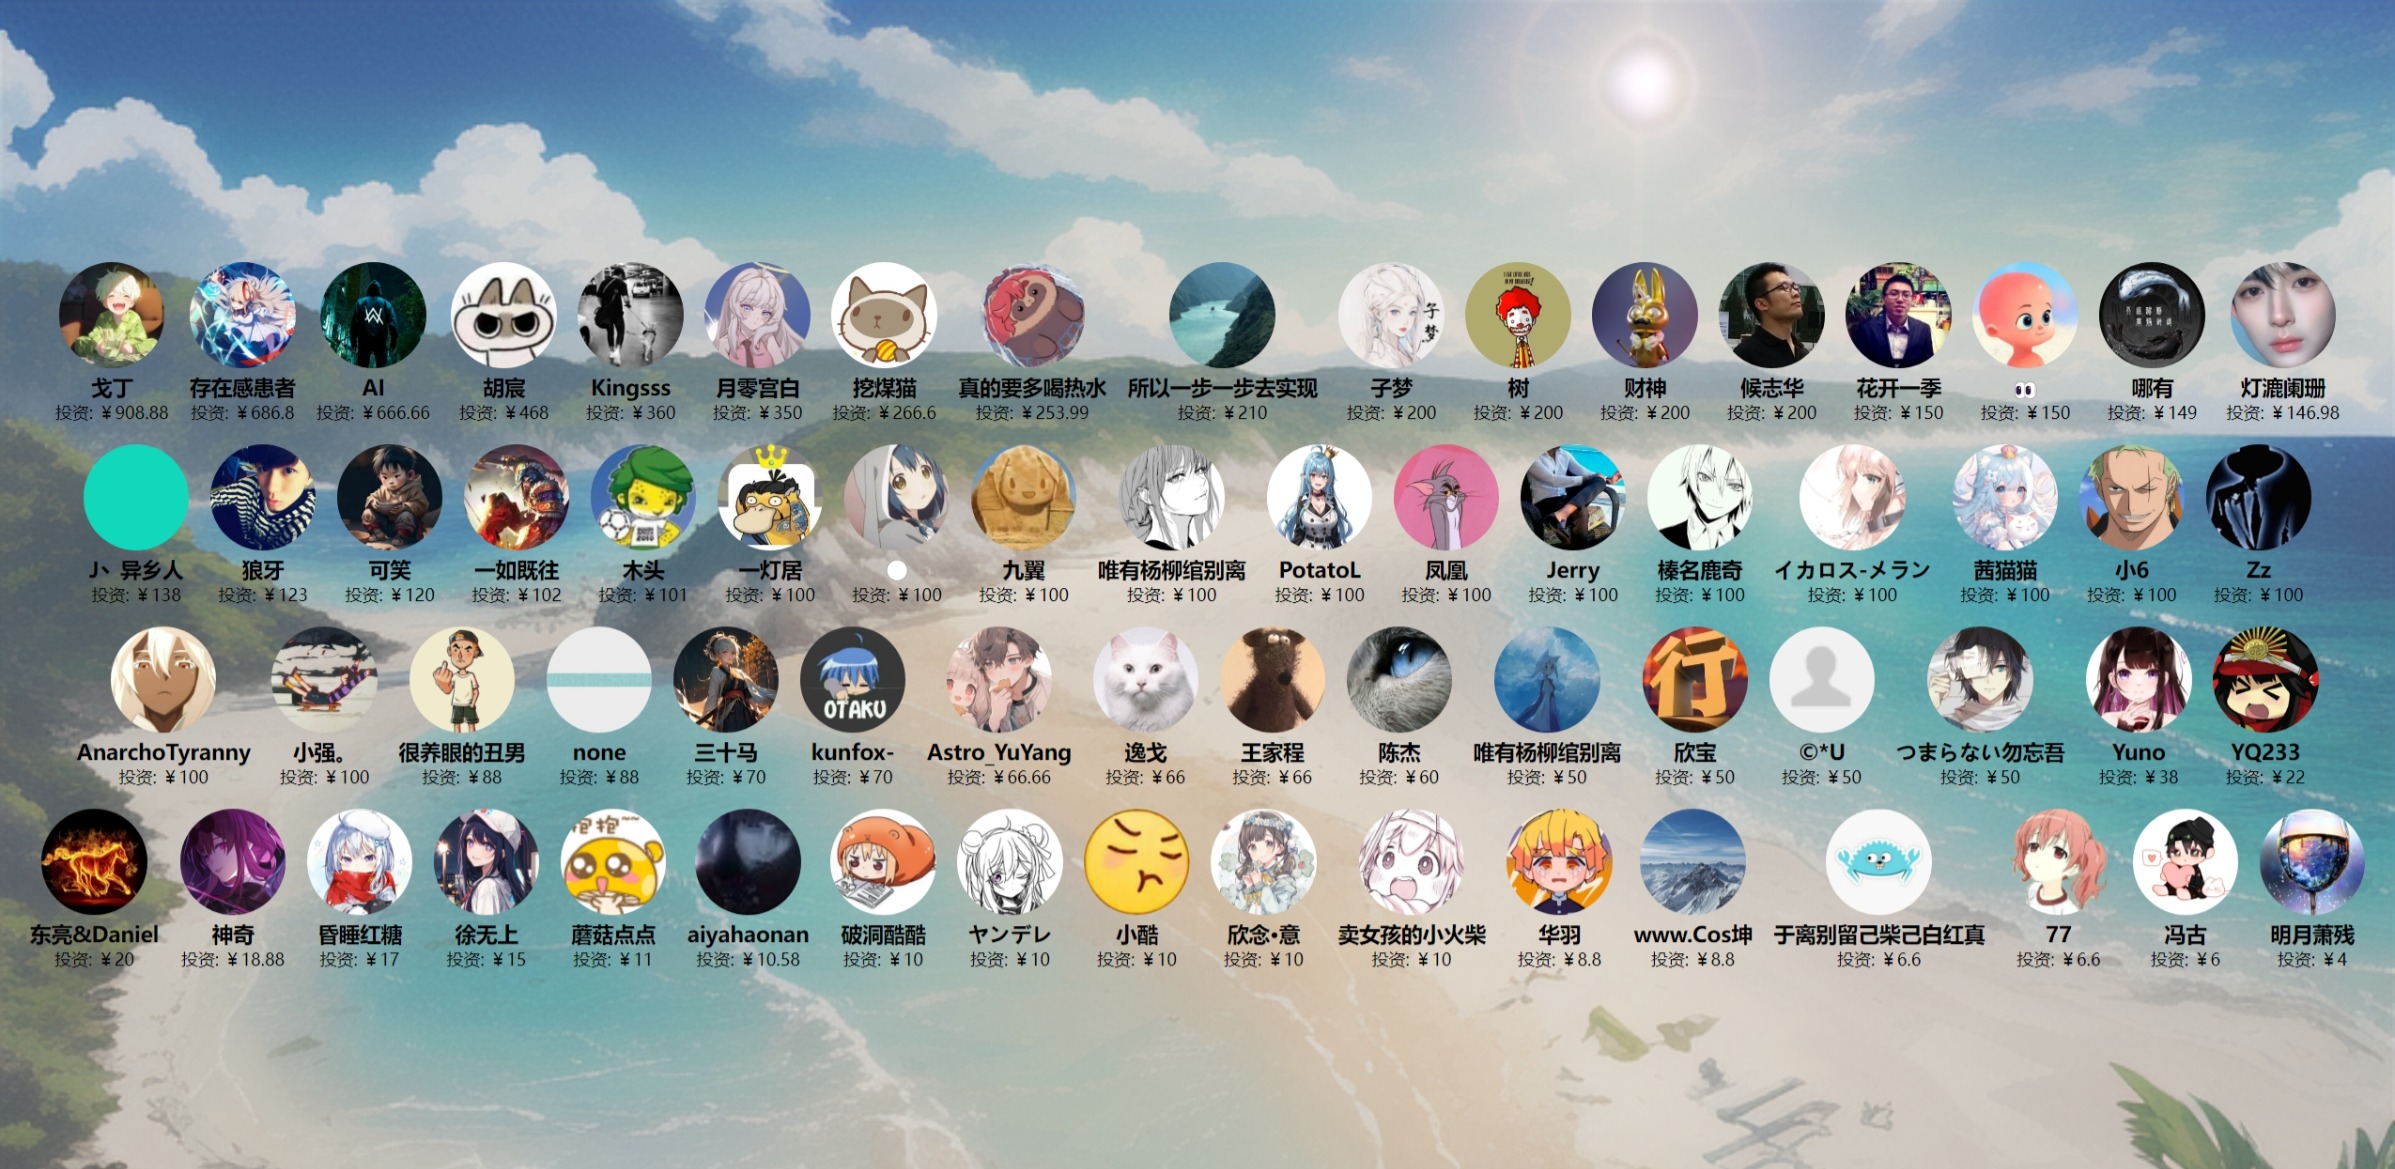 戈丁 存在感患者 AI 胡宸 Kingsss 月零宫白 挖煤猫 真的要多喝热水 所以一步一步去实现 子梦 树 财神 候志华 花开一季 👀 哪有 灯漉阑珊
投资: ¥908.88 投资: ¥686.8 投资: ¥666.66 投资: ¥468 投资: ¥360 投资: ¥350 投资: ¥266.6 投资: ¥253.99 投资: ¥210 投资: ¥200 投资: ¥200 投资: ¥200 投资: ¥200 投资: ¥150 投资: ¥150 投资: ¥149 投资: ¥146.98
子梦
J丶异乡人 狼牙 可笑 一如既往 木头 一灯居 九翼 唯有杨柳绾别离 PotatoL 凤凰 Jerry 榛名鹿奇 イカロス-メラン 茜猫猫 小6 Zz
投资: ¥138 投资: ¥123 投资: ¥120 投资: ¥102 投资: ¥101 投资: ¥100 投资: ¥100 投资: ¥100 投资: ¥100 投资: ¥100 投资: ¥100 投资: ¥100 投资: ¥100 投资: ¥100 投资: ¥100 投资: ¥100 投资: ¥100
OTAKU
行
AnarchoTyranny 小强。 很养眼的丑男 none 三十马 kunfox- Astro_YuYang 逸戈 王家程 陈杰 唯有杨柳绾别离 欣宝 ©*U つまらない勿忘吾 Yuno YQ233
投资: ¥100 投资: ¥100 投资: ¥88 投资: ¥88 投资: ¥70 投资: ¥70 投资: ¥66.66 投资: ¥66 投资: ¥66 投资: ¥60 投资: ¥50 投资: ¥50 投资: ¥50 投资: ¥50 投资: ¥38 投资: ¥22
抱抱~~
东亮&Daniel 神奇 昏睡红糖 徐无上 蘑菇点点 aiyahaonan 破洞酷酷 ヤンデレ 小酷 欣念·意 卖女孩的小火柴 华羽 www.Cos坤 于离别留己柴己白红真 77 冯古 明月萧残
投资: ¥20 投资: ¥18.88 投资: ¥17 投资: ¥15 投资: ¥11 投资: ¥10.58 投资: ¥10 投资: ¥10 投资: ¥10 投资: ¥10 投资: ¥10 投资: ¥8.8 投资: ¥8.8 投资: ¥6.6 投资: ¥6.6 投资: ¥6 投资: ¥4